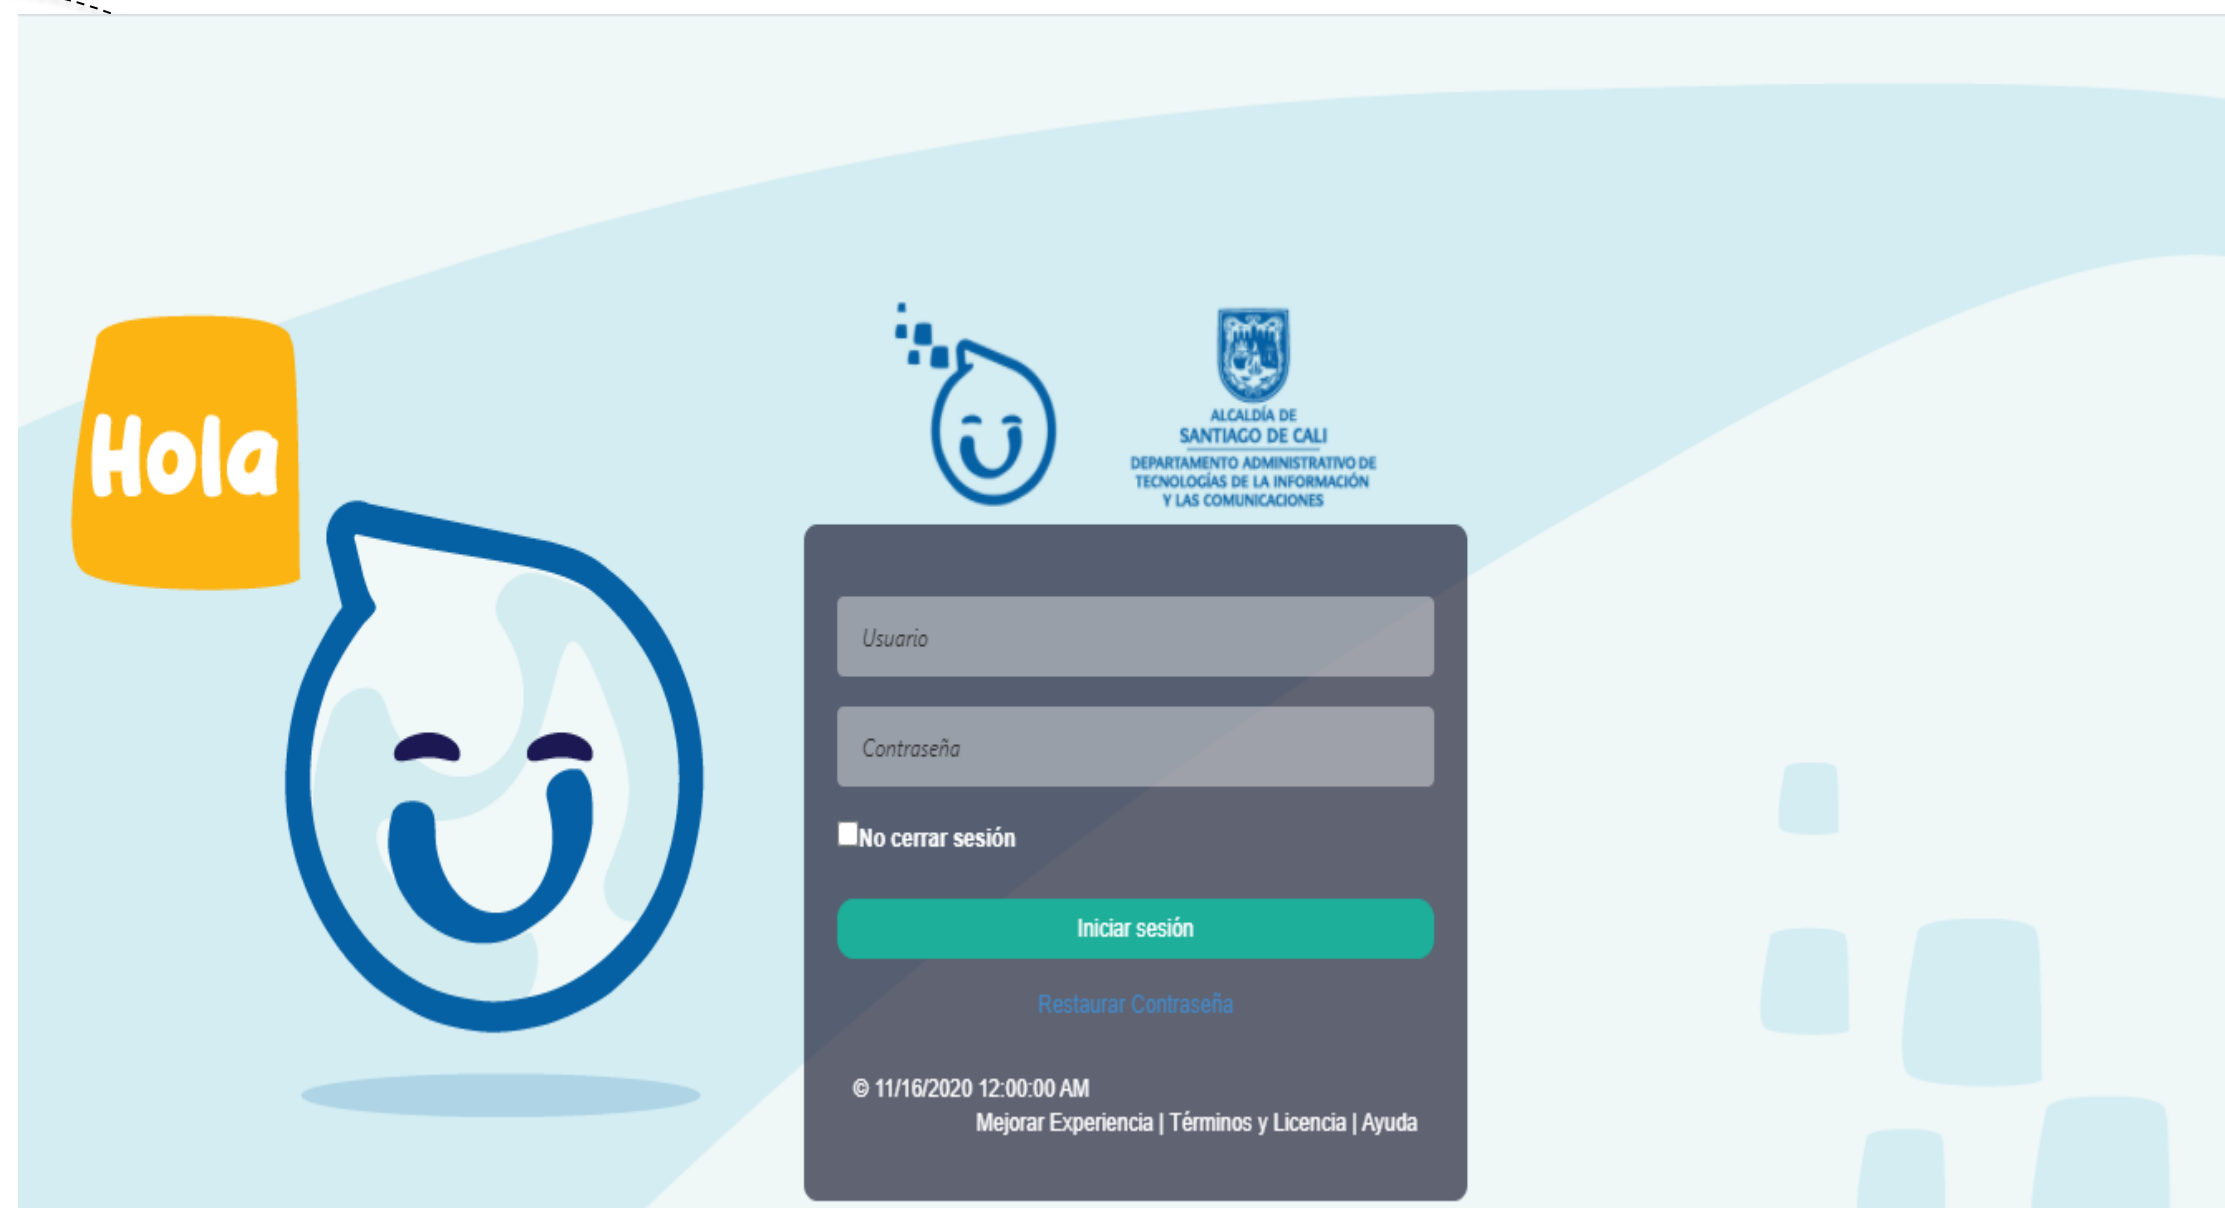 Hola
ALCALDÍA DE
SANTIAGO DE CALI
DEPARTAMENTO ADMINISTRATIVO DE
TECNOLOGÍAS DE LA INFORMACIÓN
Y LAS COMUNICACIONES
Usuario
Contraseña
No cerrar sesión
Iniciar sesión
Restaurar Contraseña
© 11/16/2020 12:00:00 AM
Mejorar Experiencia | Términos y Licencia | Ayuda